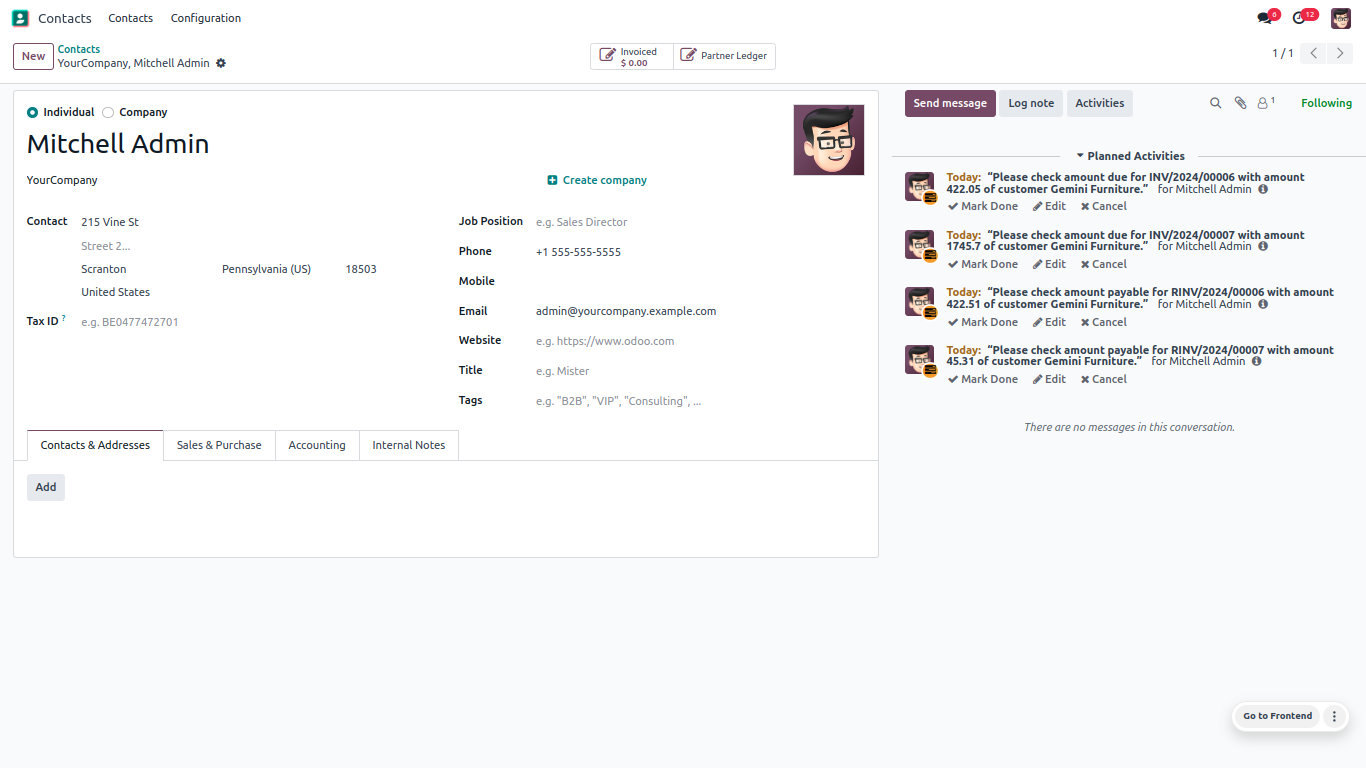 Contacts Contacts Configuration 6 12
New Contacts
YourCompany, Mitchell Admin
Invoiced
$ 0.00
Partner Ledger
1 / 1
Individual Company
Mitchell Admin
YourCompany
Create company
Contact 215 Vine St
Street 2...
Scranton Pennsylvania (US) 18503
United States
Tax ID ? e.g. BE0477472701
Job Position e.g. Sales Director
Phone +1 555-555-5555
Mobile
Email admin@yourcompany.example.com
Website e.g. https://www.odoo.com
Title e.g. Mister
Tags e.g. "B2B", "VIP", "Consulting", ...
Contacts & Addresses Sales & Purchase Accounting Internal Notes
Add
Send message Log note Activities 1 Following
Planned Activities
Today: “Please check amount due for INV/2024/00006 with amount
422.05 of customer Gemini Furniture.” for Mitchell Admin
Mark Done Edit Cancel
Today: “Please check amount due for INV/2024/00007 with amount
1745.7 of customer Gemini Furniture.” for Mitchell Admin
Mark Done Edit Cancel
Today: “Please check amount payable for RINV/2024/00006 with amount
422.51 of customer Gemini Furniture.” for Mitchell Admin
Mark Done Edit Cancel
Today: “Please check amount payable for RINV/2024/00007 with amount
45.31 of customer Gemini Furniture.” for Mitchell Admin
Mark Done Edit Cancel
There are no messages in this conversation.
Go to Frontend